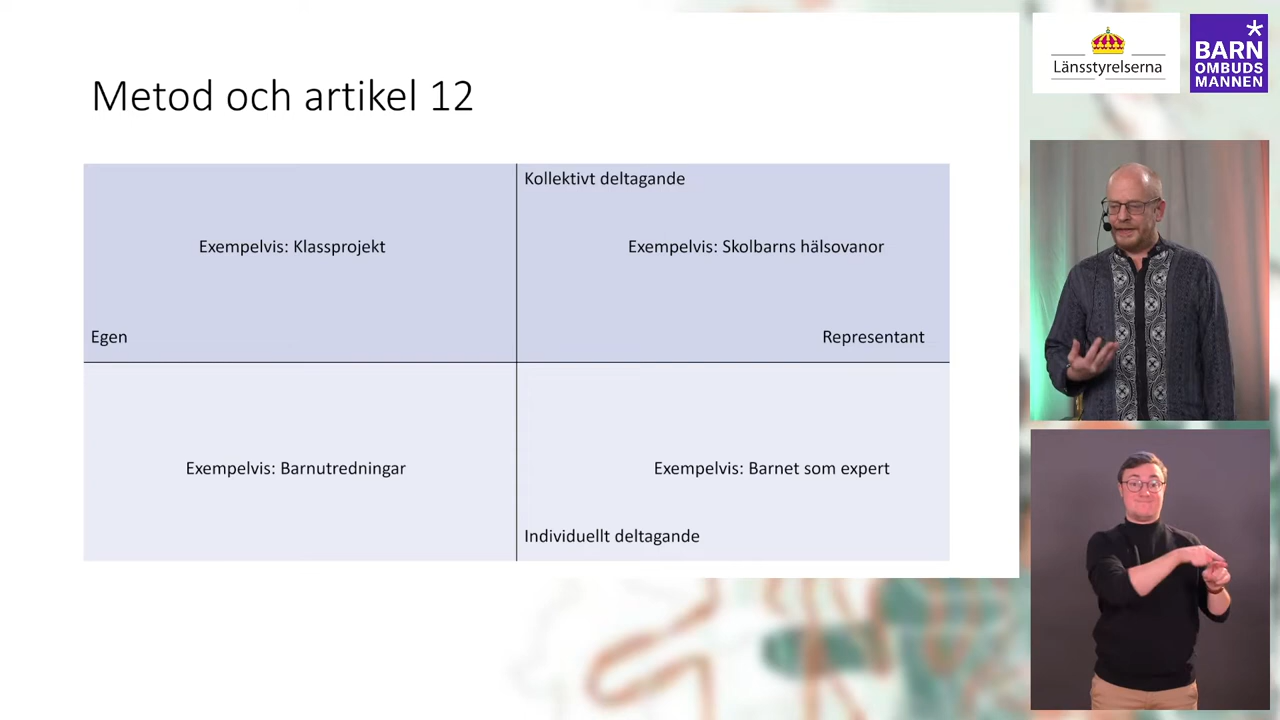 Metod och artikel 12
Kollektivt deltagande
Exempelvis: Klassprojekt
Exempelvis: Skolbarns hälsovanor
Egen
Representant
Exempelvis: Barnutredningar
Exempelvis: Barnet som expert
Individuellt deltagande
Länsstyrelserna
BARN
OMBUDS
MANNEN